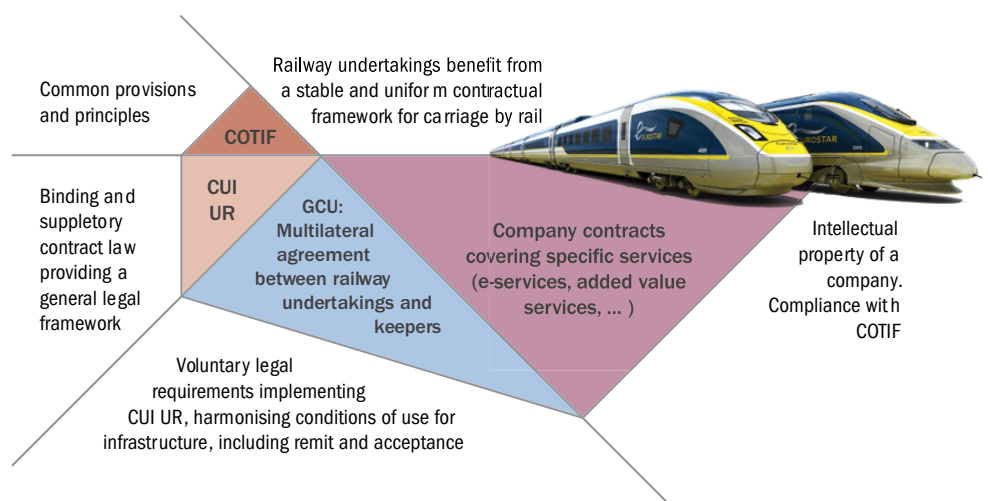 Common provisions
and principles
Railway undertakings benefit from
a stable and uniform contractual
framework for carriage by rail
COTIF
EUROSTAR
EUROSTAR
CUI
UR
Binding and
suppletory
contract law
providing a
general legal
framework
GCU:
Multilateral
agreement
between railway
undertakings and
keepers
Company contracts
covering specific services
(e-services, added value
services, ... )
Intellectual
property of a
company.
Compliance with
COTIF
Voluntary legal
requirements implementing
CUI UR, harmonising conditions of use for
infrastructure, including remit and acceptance